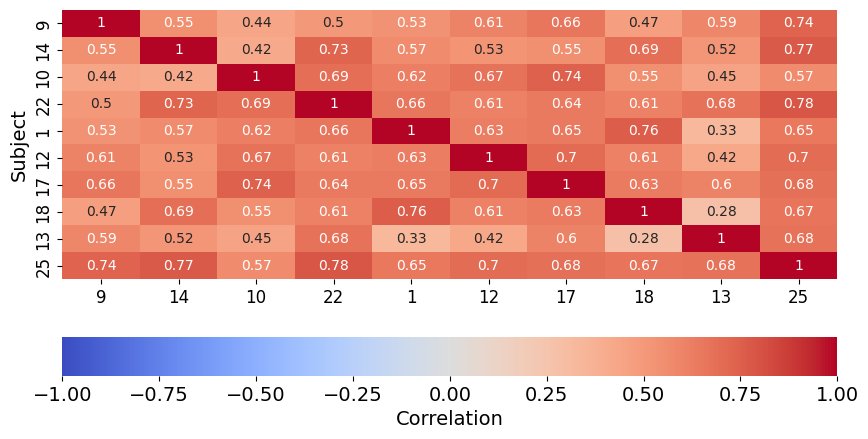 9 1 0.55 0.44 0.5 0.53 0.61 0.66 0.47 0.59 0.74
14 0.55 1 0.42 0.73 0.57 0.53 0.55 0.69 0.52 0.77
10 0.44 0.42 1 0.69 0.62 0.67 0.74 0.55 0.45 0.57
22 0.5 0.73 0.69 1 0.66 0.61 0.64 0.61 0.68 0.78
1 0.53 0.57 0.62 0.66 1 0.63 0.65 0.76 0.33 0.65
12 0.61 0.53 0.67 0.61 0.63 1 0.7 0.61 0.42 0.7
17 0.66 0.55 0.74 0.64 0.65 0.7 1 0.63 0.6 0.68
18 0.47 0.69 0.55 0.61 0.76 0.61 0.63 1 0.28 0.67
13 0.59 0.52 0.45 0.68 0.33 0.42 0.6 0.28 1 0.68
25 0.74 0.77 0.57 0.78 0.65 0.7 0.68 0.67 0.68 1
Subject
9 14 10 22 1 12 17 18 13 25
−1.00 −0.75 −0.50 −0.25 0.00 0.25 0.50 0.75 1.00
Correlation